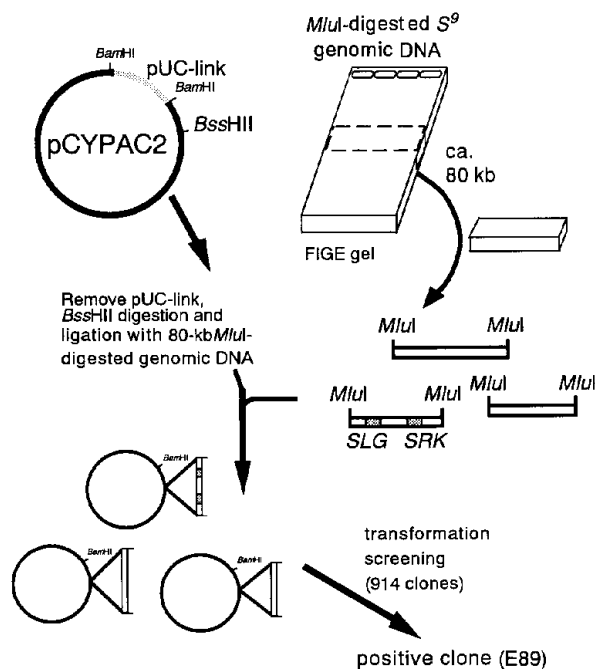 MluI-digested S⁹
genomic DNA
BamHI
pUC-link
BamHI
BssHII
pCYPAC2
ca.
80 kb
FIGE gel
Remove pUC-link,
BssHII digestion and
ligation with 80-kbMluI-
digested genomic DNA
MluI MluI
MluI MluI
MluI MluI
SLG SRK
BamHI
BamHI
BamHI
transformation
screening
(914 clones)
positive clone (E89)